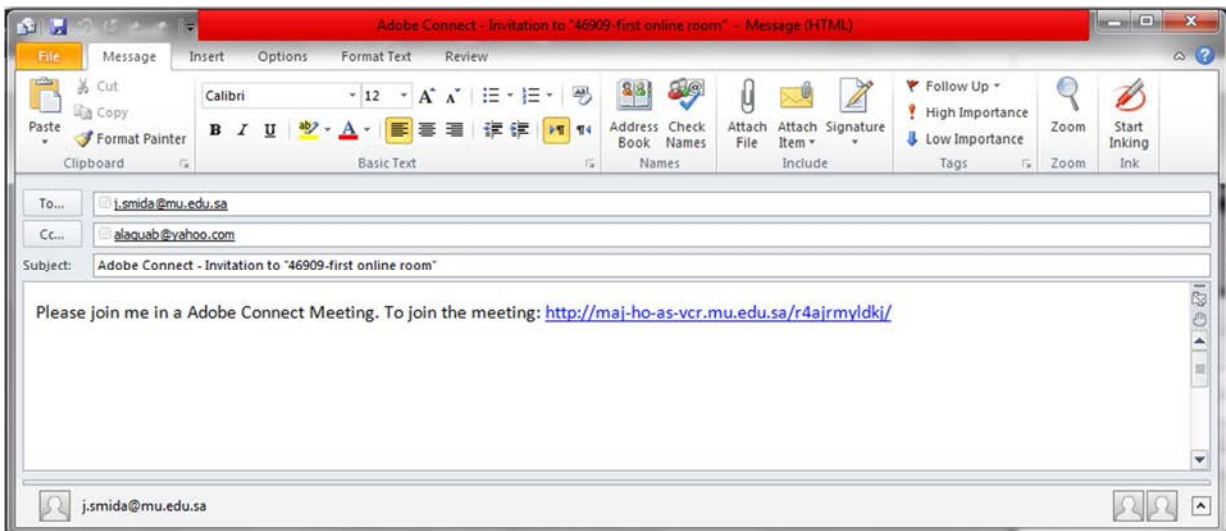 Adobe Connect - Invitation to "46909-first online room" - Message (HTML)
File Message Insert Options Format Text Review
Paste
Cut
Copy
Format Painter
Clipboard
Calibri 12
B I U
Basic Text
Address Book
Check Names
Names
Attach File
Attach Item
Signature
Include
Follow Up
High Importance
Low Importance
Tags
Zoom
Zoom
Start Inking
Ink
To... j.smida@mu.edu.sa
Cc... alaquab@yahoo.com
Subject: Adobe Connect - Invitation to "46909-first online room"
Please join me in a Adobe Connect Meeting. To join the meeting: http://maj-ho-as-vcr.mu.edu.sa/r4ajrmyldkj/
j.smida@mu.edu.sa